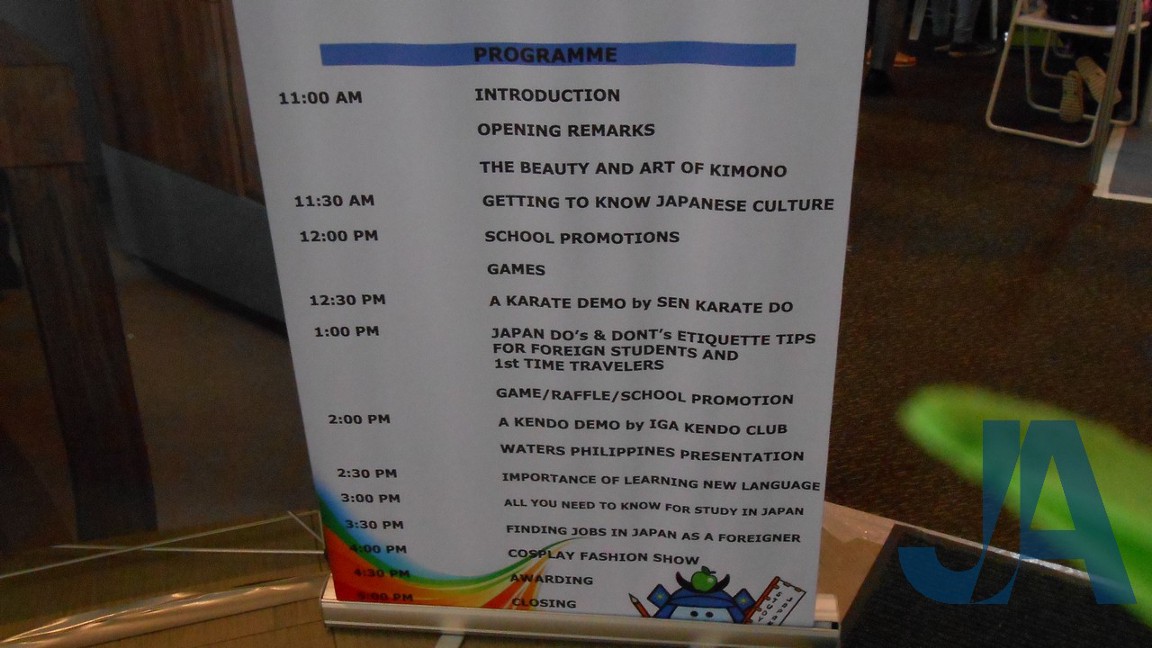 PROGRAMME
11:00 AM INTRODUCTION
OPENING REMARKS
THE BEAUTY AND ART OF KIMONO
11:30 AM GETTING TO KNOW JAPANESE CULTURE
12:00 PM SCHOOL PROMOTIONS
GAMES
12:30 PM A KARATE DEMO by SEN KARATE DO
1:00 PM JAPAN DO's & DONT's ETIQUETTE TIPS
FOR FOREIGN STUDENTS AND
1st TIME TRAVELERS
GAME/RAFFLE/SCHOOL PROMOTION
2:00 PM A KENDO DEMO by IGA KENDO CLUB
WATERS PHILIPPINES PRESENTATION
2:30 PM IMPORTANCE OF LEARNING NEW LANGUAGE
3:00 PM ALL YOU NEED TO KNOW FOR STUDY IN JAPAN
3:30 PM FINDING JOBS IN JAPAN AS A FOREIGNER
4:00 PM COSPLAY FASHION SHOW
4:30 PM AWARDING
5:00 PM CLOSING
JA